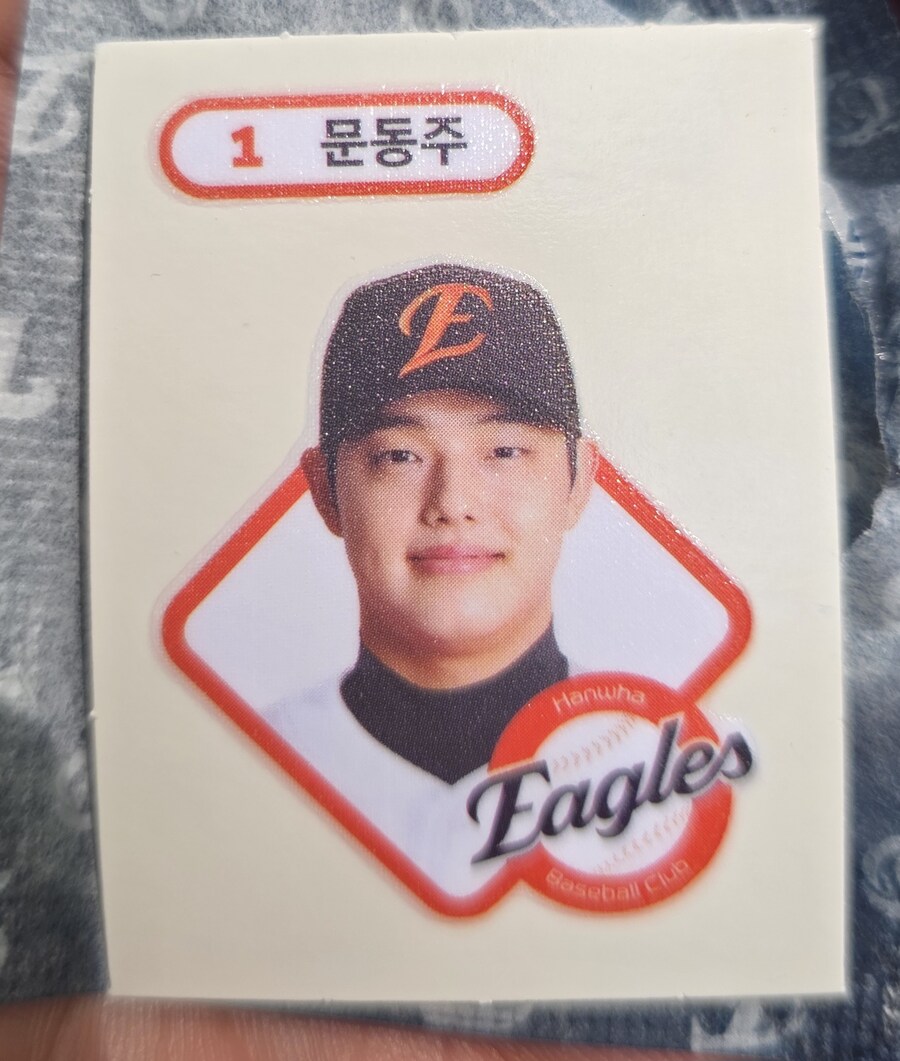 1 문동주
E
Hanwha
Eagles
Baseball Club